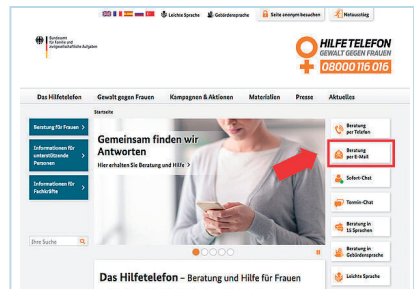 Leichte Sprache Gebärdensprache Seite anonym besuchen Notausstieg
Bundesamt
für Familie und
zivilgesellschaftliche Aufgaben
HILFETELEFON
GEWALT GEGEN FRAUEN
08000 116 016
Das Hilfetelefon Gewalt gegen Frauen Kampagnen & Aktionen Materialien Presse Aktuelles
Startseite
Beratung für Frauen
Informationen für
unterstützende
Personen
Informationen für
Fachkräfte
Ihre Suche
Gemeinsam finden wir
Antworten
Hier erhalten Sie Beratung und Hilfe
Beratung
per Telefon
Beratung
per E-Mail
Sofort-Chat
Termin-Chat
Beratung in
15 Sprachen
Beratung in
Gebärdensprache
Leichte Sprache
Das Hilfetelefon – Beratung und Hilfe für Frauen